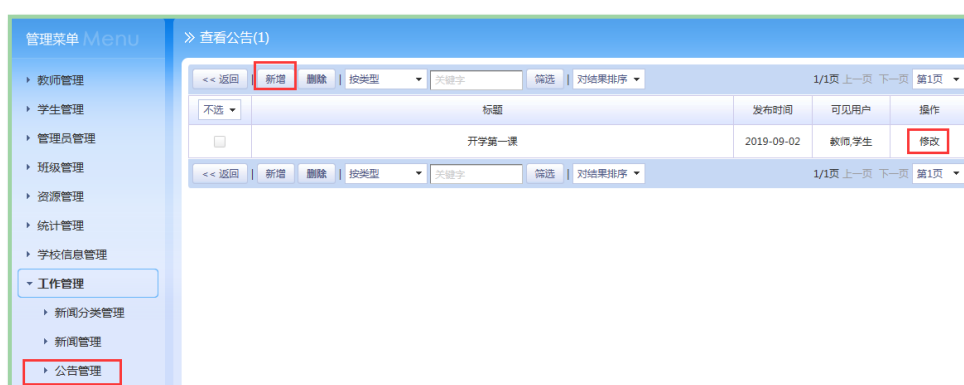 管理菜单 Menu
教师管理
学生管理
管理员管理
班级管理
资源管理
统计管理
学校信息管理
工作管理
新闻分类管理
新闻管理
公告管理
>> 查看公告(1)
<< 返回 | 新增 删除 | 按类型 关键字 筛选 | 对结果排序 1/1页 上一页 下一页 第1页
不选 标题 发布时间 可见用户 操作
开学第一课 2019-09-02 教师,学生 修改
<< 返回 | 新增 删除 | 按类型 关键字 筛选 | 对结果排序 1/1页 上一页 下一页 第1页